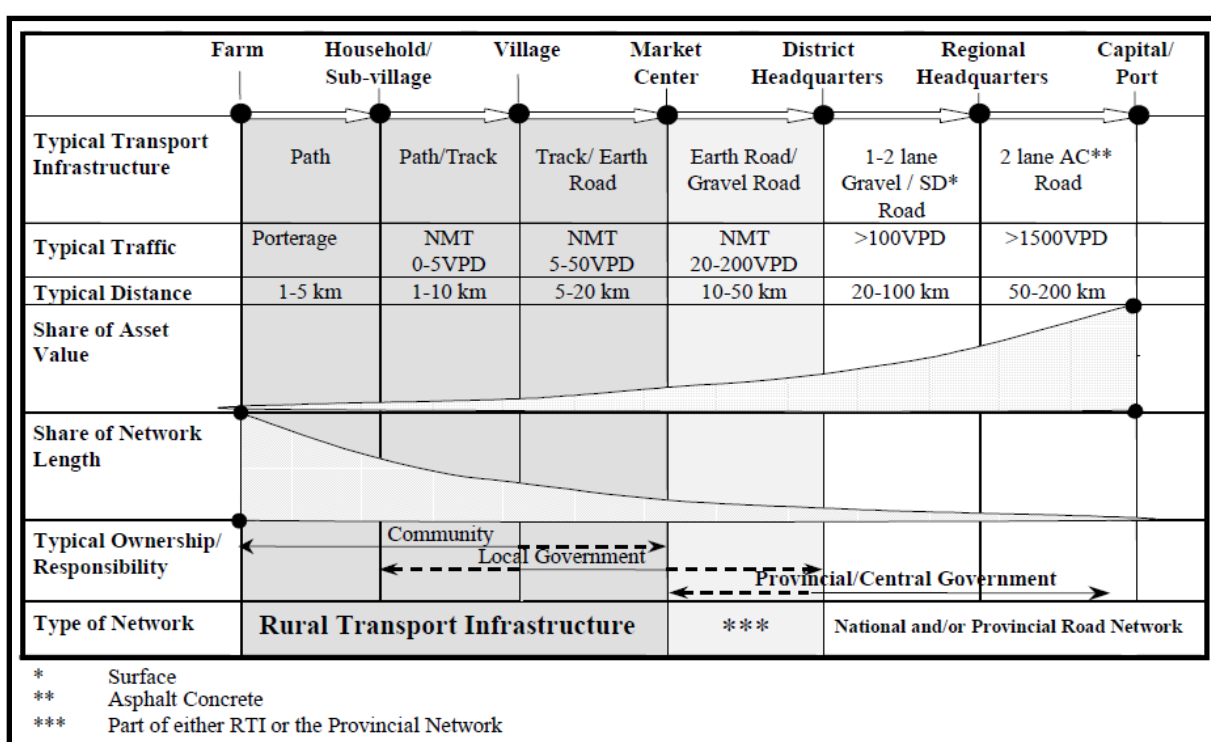 Farm Household/ Village Market District Regional Capital/
Sub-village Center Headquarters Headquarters Port
Typical Transport
Infrastructure
Path Path/Track Track/ Earth Earth Road/ 1-2 lane 2 lane AC**
Road Gravel Road Gravel / SD* Road
Road
Typical Traffic Porterage NMT NMT NMT >100VPD >1500VPD
0-5VPD 5-50VPD 20-200VPD
Typical Distance 1-5 km 1-10 km 5-20 km 10-50 km 20-100 km 50-200 km
Share of Asset
Value
Share of Network
Length
Typical Ownership/ Community
Responsibility Local Government
Provincial/Central Government
Type of Network Rural Transport Infrastructure *** National and/or Provincial Road Network
* Surface
** Asphalt Concrete
*** Part of either RTI or the Provincial Network